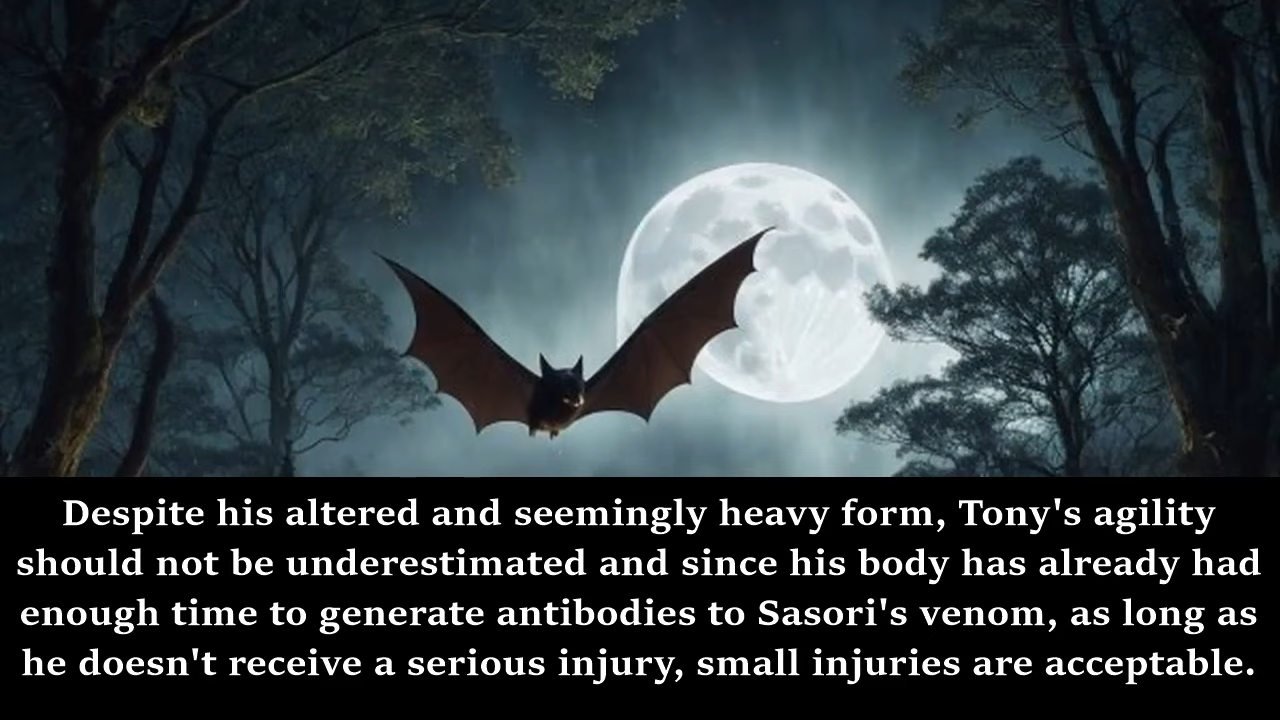 Despite his altered and seemingly heavy form, Tony's agility
should not be underestimated and since his body has already had
enough time to generate antibodies to Sasori's venom, as long as
he doesn't receive a serious injury, small injuries are acceptable.